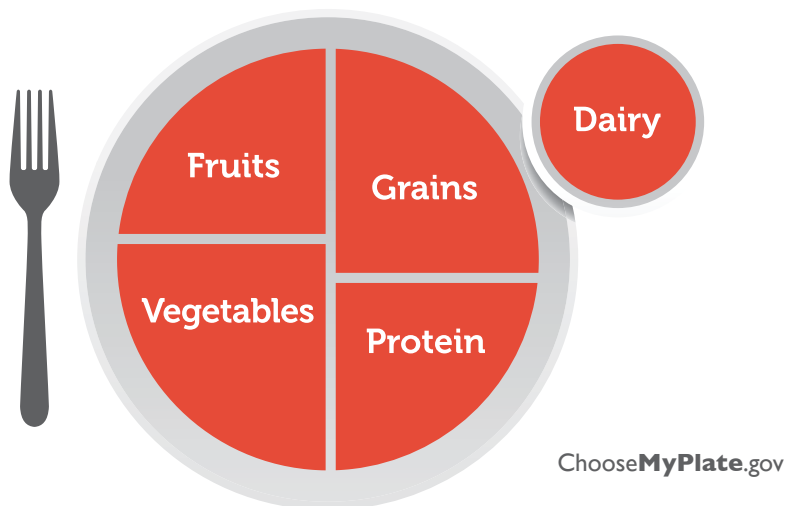 Fruits
Grains
Dairy
Vegetables
Protein
ChooseMyPlate.gov